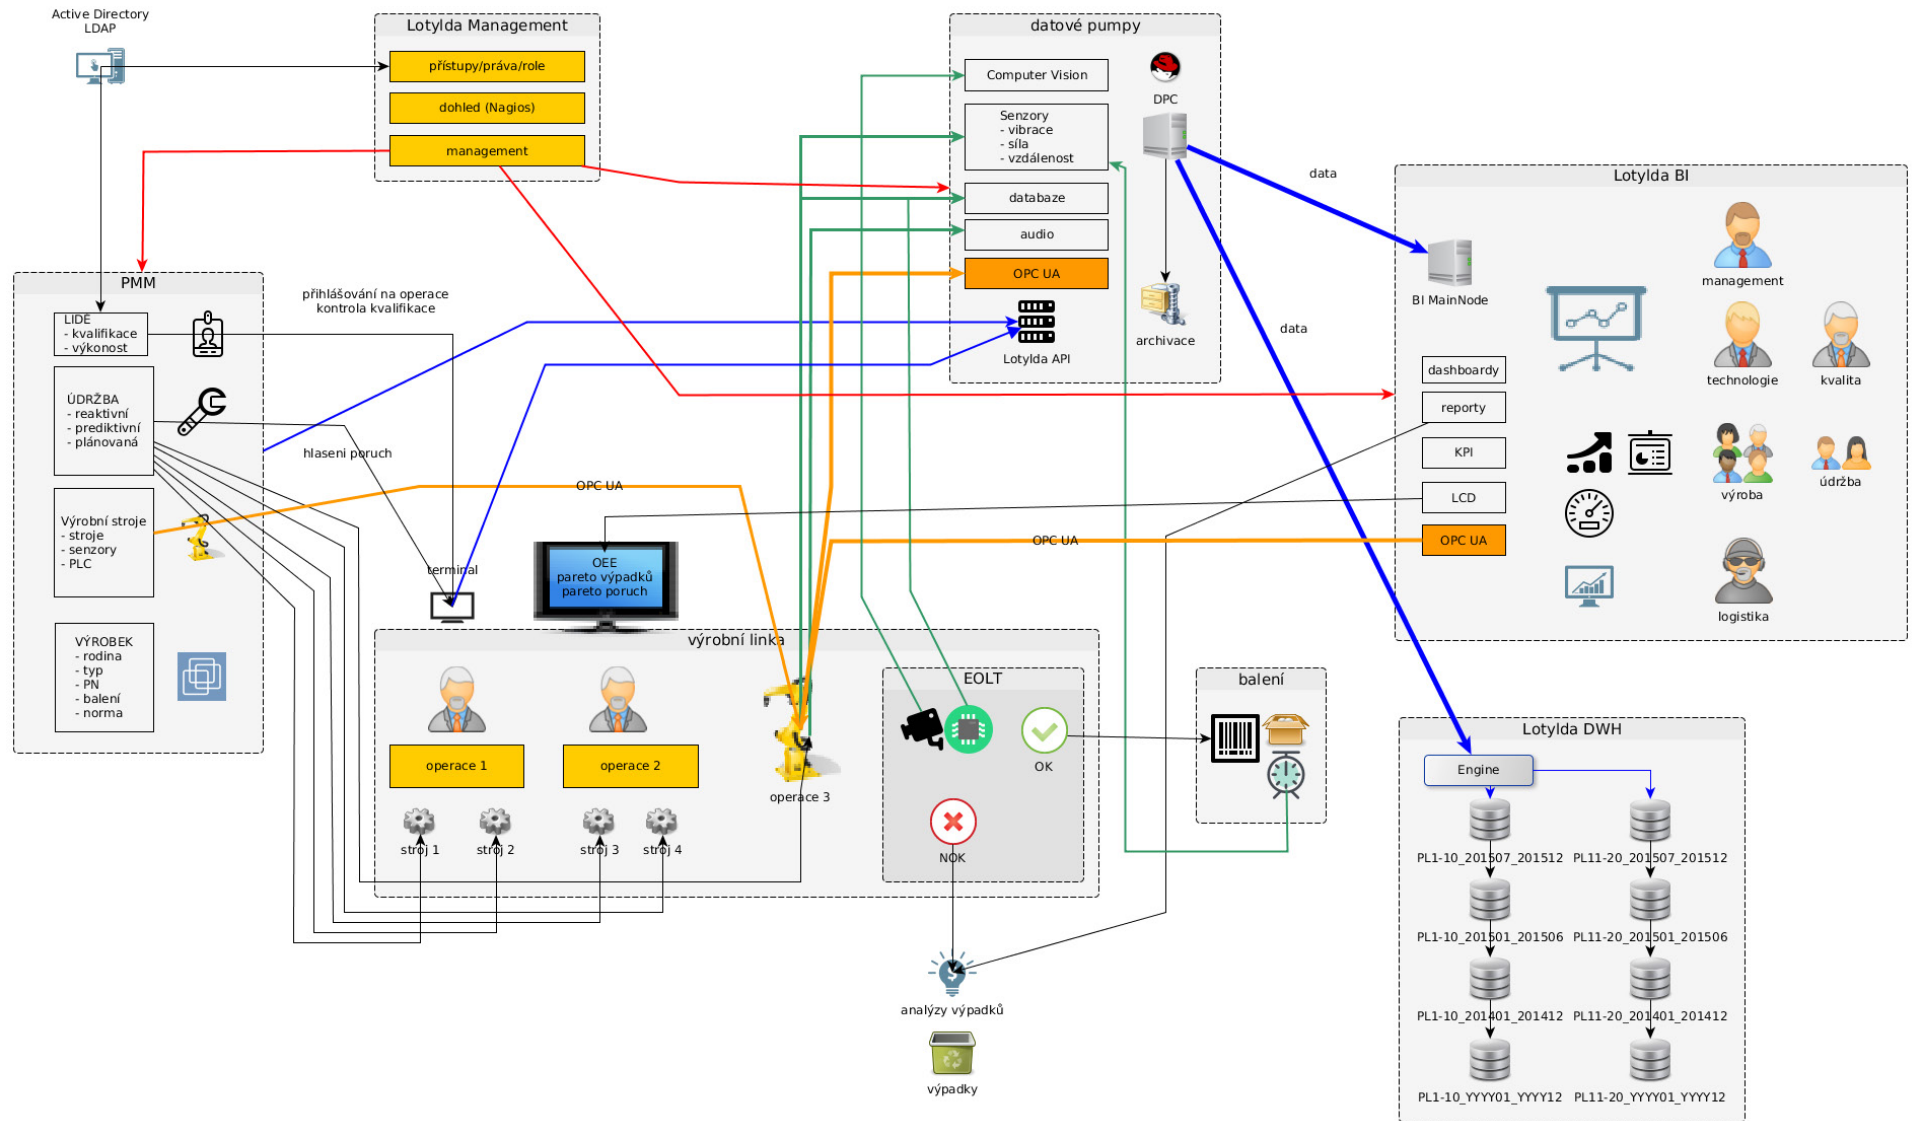 Active Directory
LDAP
Lotylda Management
přístupy/práva/role
dohled (Nagios)
management
datové pumpy
Computer Vision
Senzory
- vibrace
- síla
- vzdálenost
databaze
audio
OPC UA
DPC
archivace
Lotylda API
data
data
Lotylda BI
BI MainNode
dashboardy
reporty
KPI
LCD
OPC UA
management
technologie
kvalita
výroba
údržba
logistika
PMM
LIDÉ
- kvalifikace
- výkonost
ÚDRŽBA
- reaktivní
- prediktivní
- plánovaná
Výrobní stroje
- stroje
- senzory
- PLC
VÝROBEK
- rodina
- typ
- PN
- balení
- norma
přihlášování na operace
kontrola kvalifikace
hlaseni poruch
OPC UA
OPC UA
terminal
OEE
pareto výpadků
pareto poruch
výrobní linka
operace 1
operace 2
operace 3
stroj 1
stroj 2
stroj 3
stroj 4
EOLT
OK
NOK
balení
analýzy výpadků
výpadky
Lotylda DWH
Engine
PL1-10_201507_201512
PL11-20_201507_201512
PL1-10_201501_201506
PL11-20_201501_201506
PL1-10_201401_201412
PL11-20_201401_201412
PL1-10_YYYY01_YYYY12
PL11-20_YYYY01_YYYY12